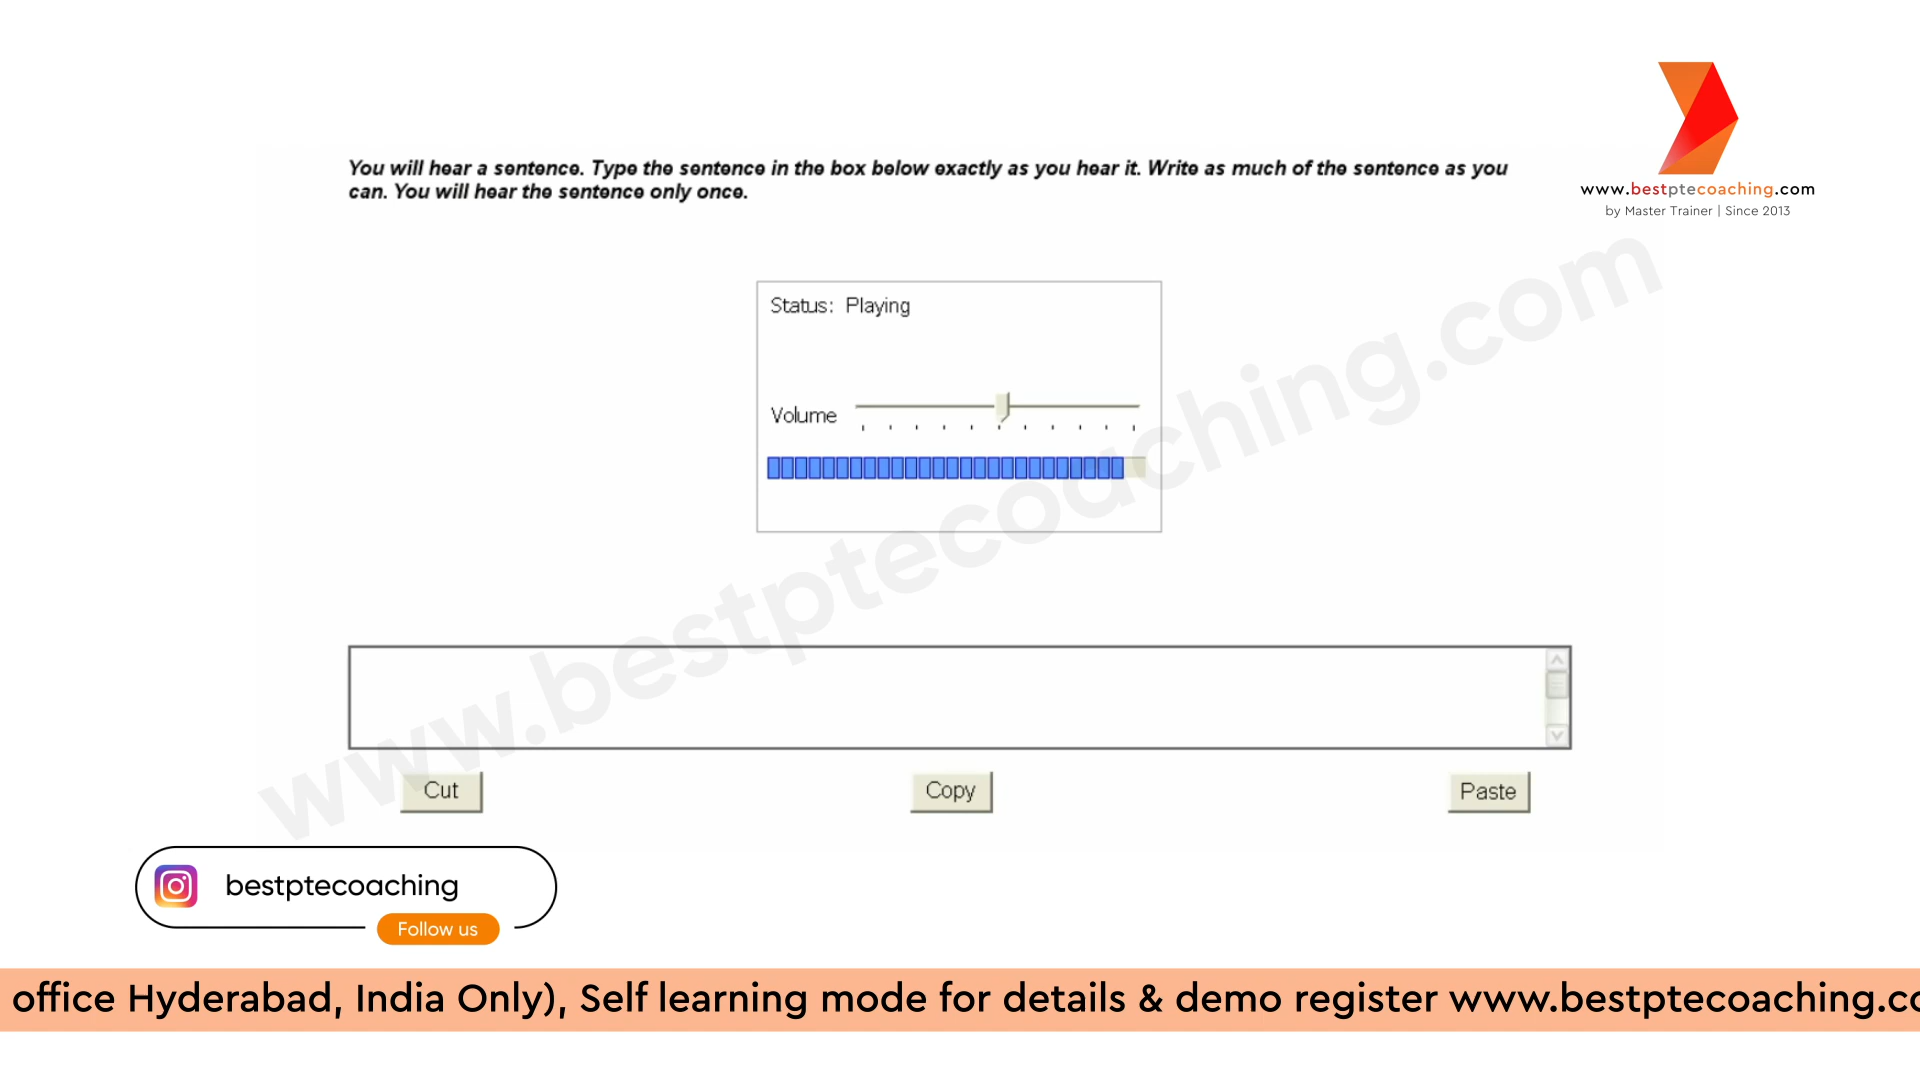 You will hear a sentence. Type the sentence in the box below exactly as you hear it. Write as much of the sentence as you
can. You will hear the sentence only once.
www.bestptecoaching.com
by Master Trainer | Since 2013
Status: Playing
Volume
www.bestptecoaching.com
Cut
Copy
Paste
bestptecoaching
Follow us
office Hyderabad, India Only), Self learning mode for details & demo register www.bestptecoaching.co